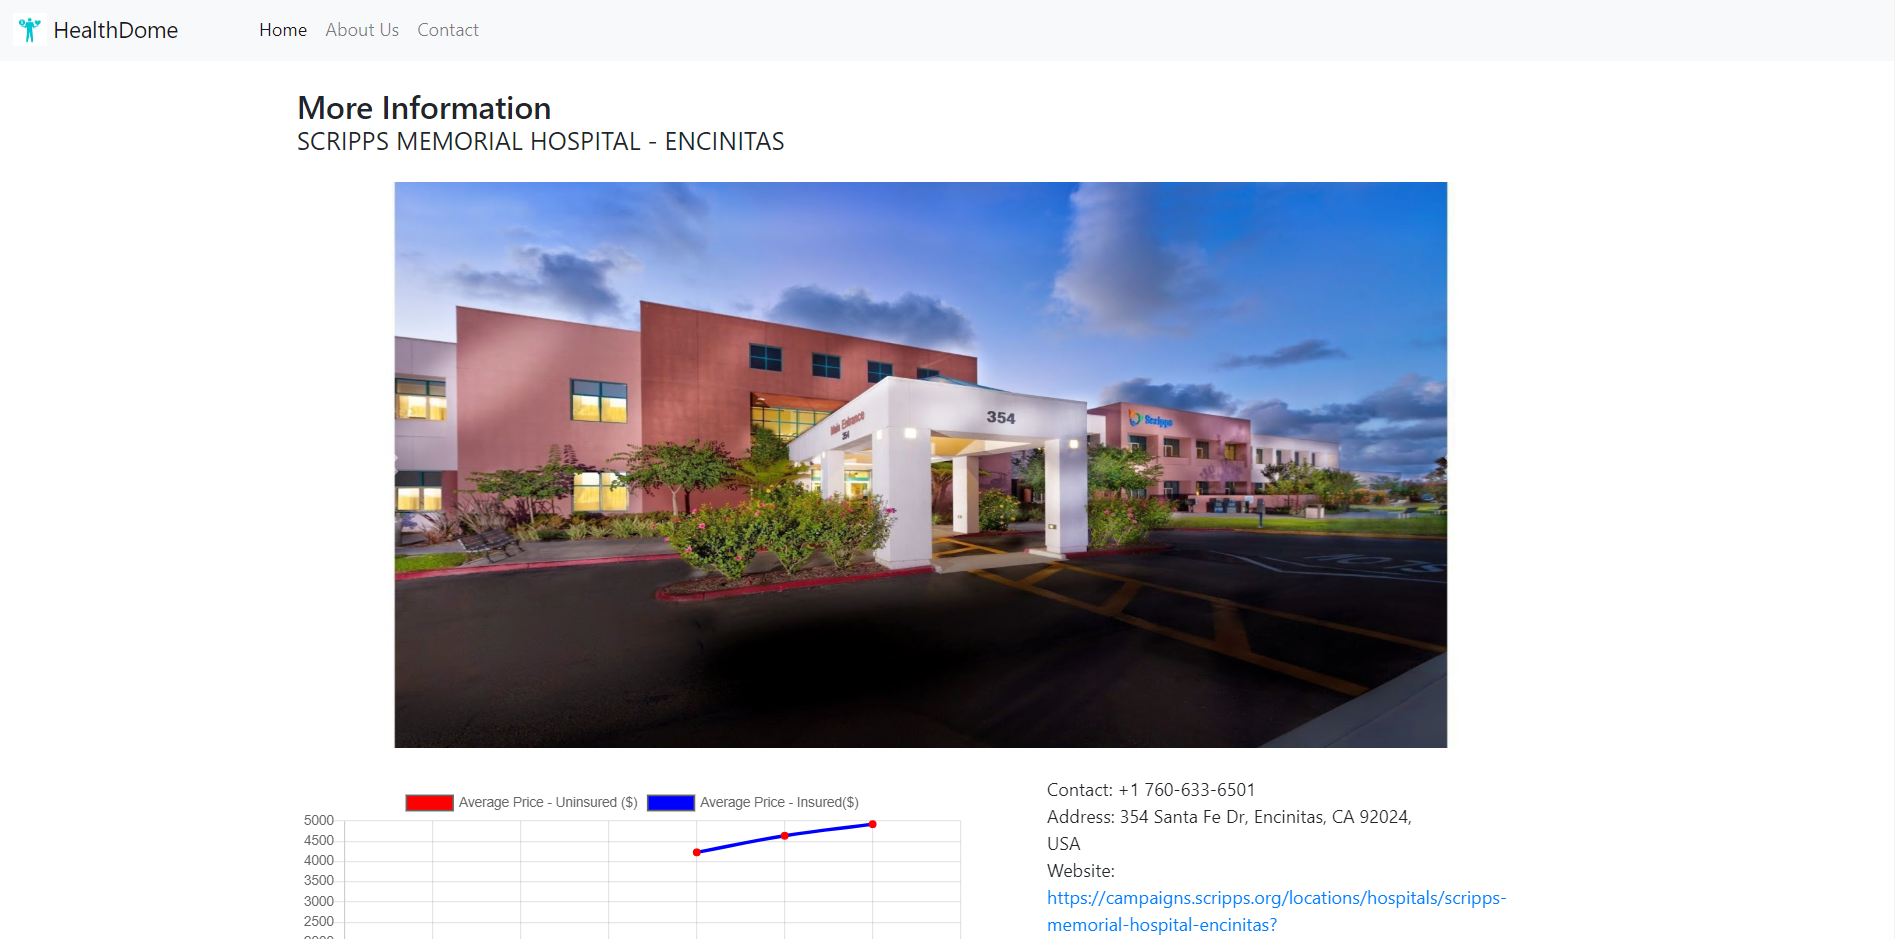 HealthDome
Home About Us Contact
More Information
SCRIPPS MEMORIAL HOSPITAL - ENCINITAS
Main Entrance
354
354
Scripps
Average Price - Uninsured ($) Average Price - Insured($)
5000
4500
4000
3500
3000
2500
Contact: +1 760-633-6501
Address: 354 Santa Fe Dr, Encinitas, CA 92024,
USA
Website:
https://campaigns.scripps.org/locations/hospitals/scripps-
memorial-hospital-encinitas?